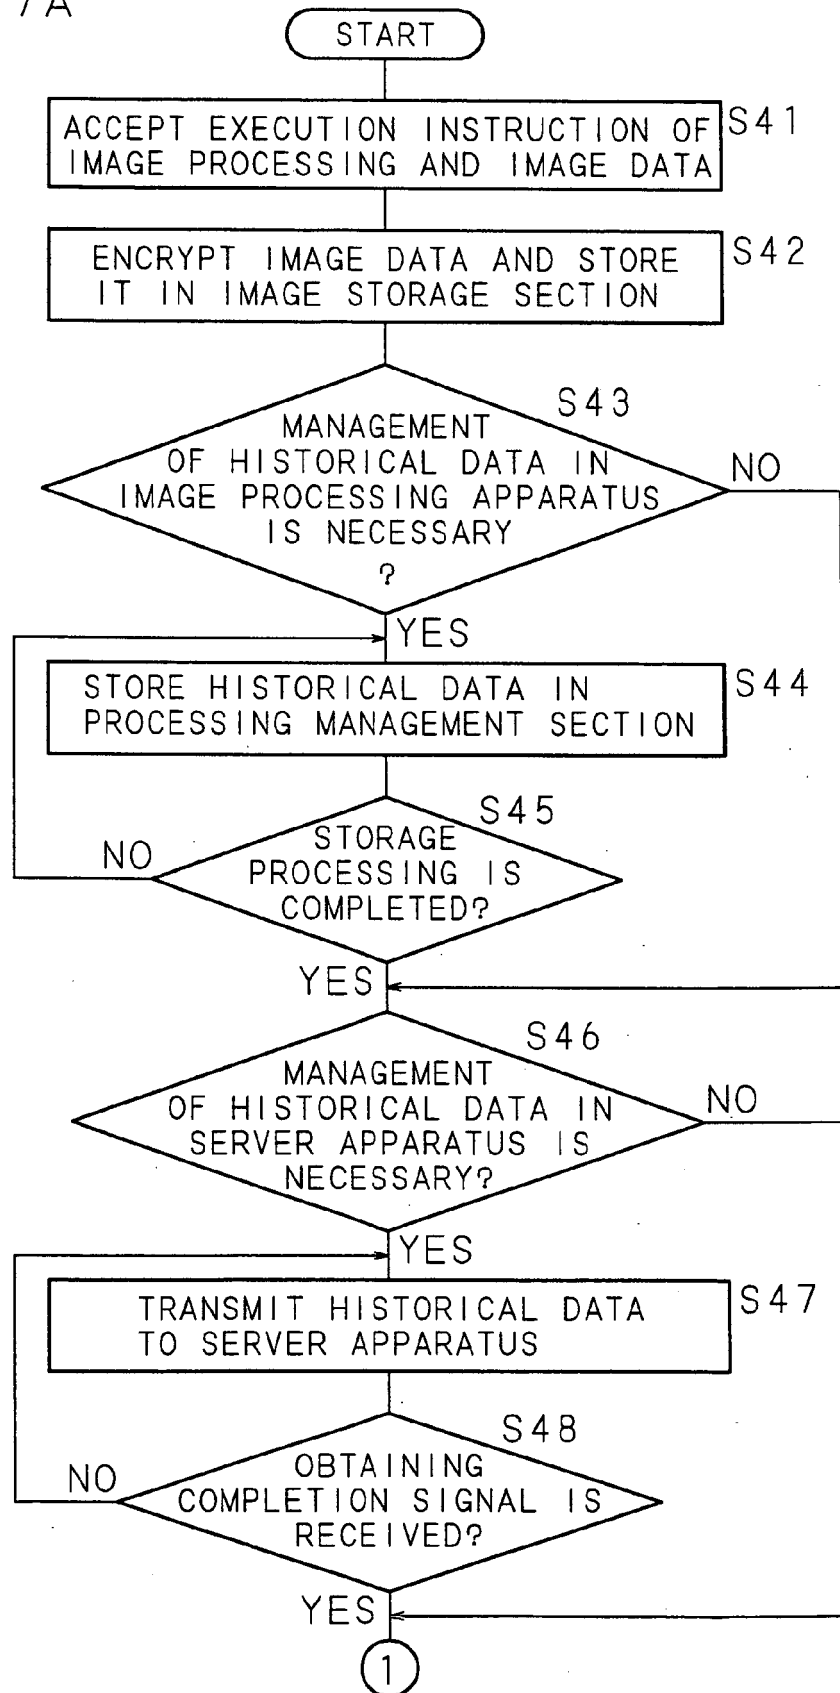 7A
START
S41
ACCEPT EXECUTION INSTRUCTION OF
IMAGE PROCESSING AND IMAGE DATA
S42
ENCRYPT IMAGE DATA AND STORE
IT IN IMAGE STORAGE SECTION
S43
MANAGEMENT
OF HISTORICAL DATA IN
IMAGE PROCESSING APPARATUS
IS NECESSARY
?
NO
YES
S44
STORE HISTORICAL DATA IN
PROCESSING MANAGEMENT SECTION
S45
STORAGE
PROCESSING IS
COMPLETED?
NO
YES
S46
MANAGEMENT
OF HISTORICAL DATA IN
SERVER APPARATUS IS
NECESSARY?
NO
YES
S47
TRANSMIT HISTORICAL DATA
TO SERVER APPARATUS
S48
OBTAINING
COMPLETION SIGNAL IS
RECEIVED?
NO
YES
1